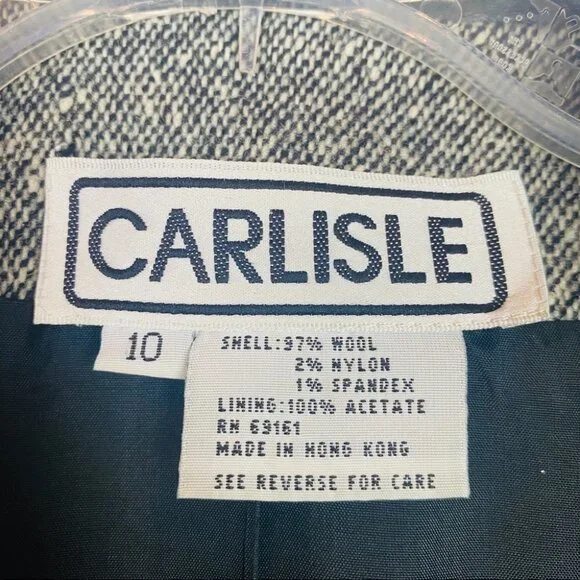 CARLISLE
10
SHELL:97% WOOL
2% NYLON
1% SPANDEX
LINING:100% ACETATE
RN 69161
MADE IN HONG KONG
SEE REVERSE FOR CARE